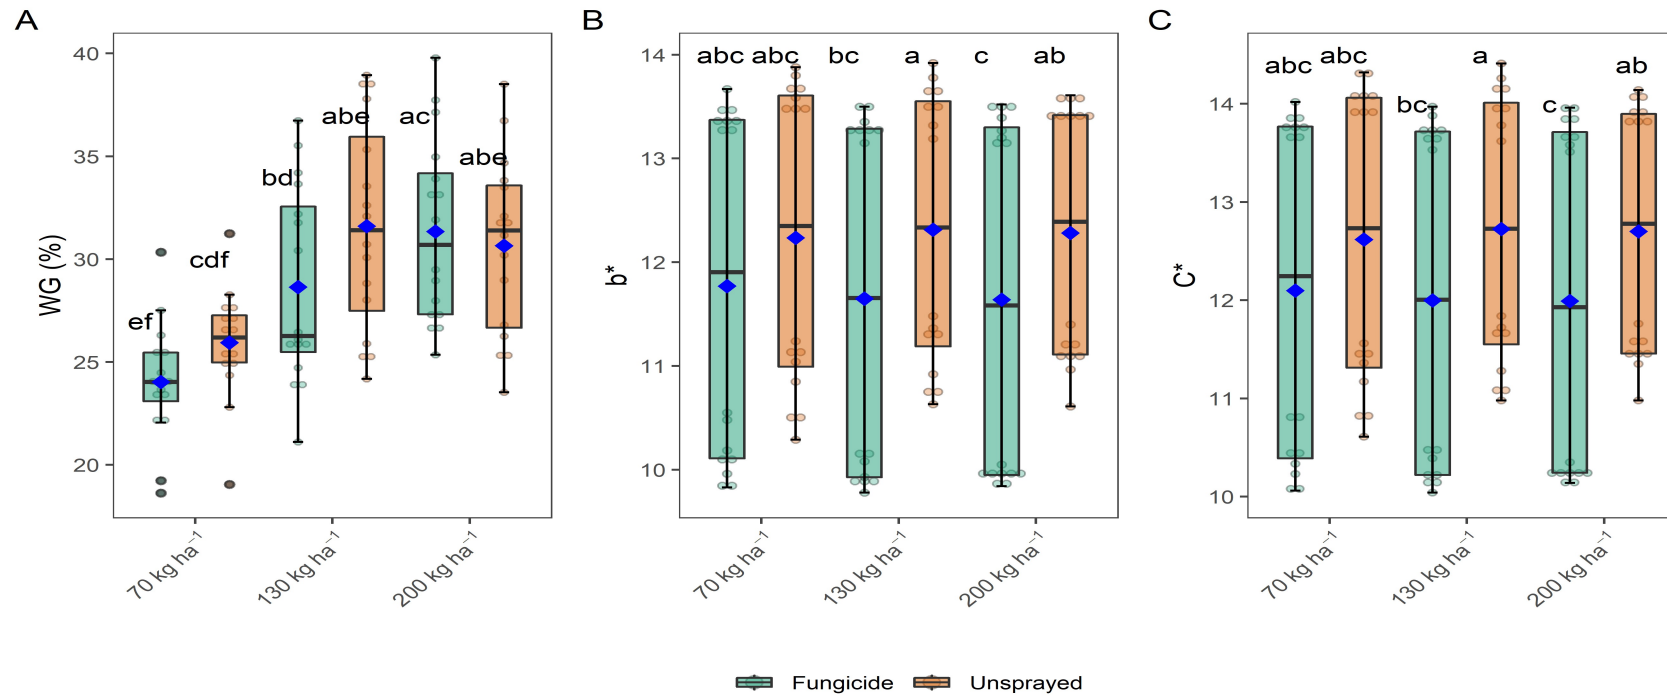 A
WG (%)
40
35
30
25
20
ef
cdf
bd
abe
ac
abe
70 kg ha⁻¹
130 kg ha⁻¹
200 kg ha⁻¹
B
b*
14
13
12
11
10
abc
abc
bc
a
c
ab
70 kg ha⁻¹
130 kg ha⁻¹
200 kg ha⁻¹
C
C*
14
13
12
11
10
abc
abc
bc
a
c
ab
70 kg ha⁻¹
130 kg ha⁻¹
200 kg ha⁻¹
Fungicide
Unsprayed